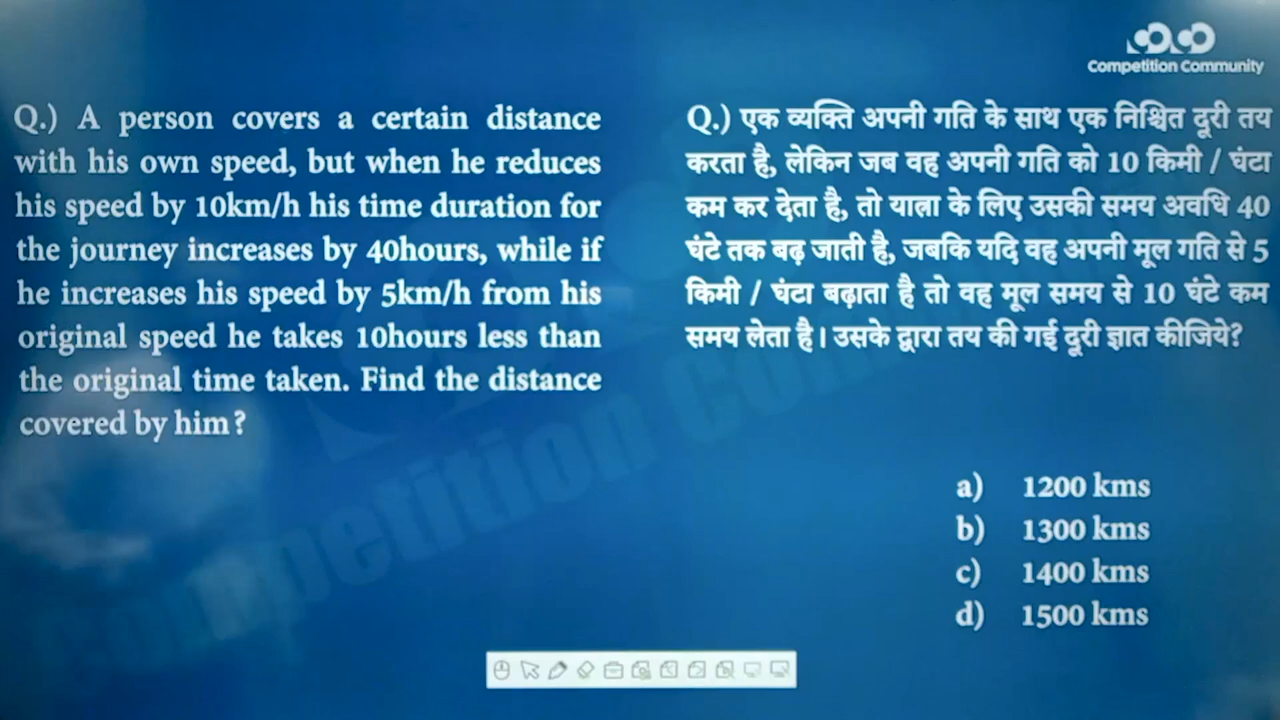 Competition Community
Q.) A person covers a certain distance
with his own speed, but when he reduces
his speed by 10km/h his time duration for
the journey increases by 40hours, while if
he increases his speed by 5km/h from his
original speed he takes 10hours less than
the original time taken. Find the distance
covered by him?
Q.) एक व्यक्ति अपनी गति के साथ एक निश्चित दूरी तय
करता है, लेकिन जब वह अपनी गति को 10 किमी / घंटा
कम कर देता है, तो यात्रा के लिए उसकी समय अवधि 40
घंटे तक बढ़ जाती है, जबकि यदि वह अपनी मूल गति से 5
किमी / घंटा बढ़ाता है तो वह मूल समय से 10 घंटे कम
समय लेता है। उसके द्वारा तय की गई दूरी ज्ञात कीजिये?
a) 1200 kms
b) 1300 kms
c) 1400 kms
d) 1500 kms